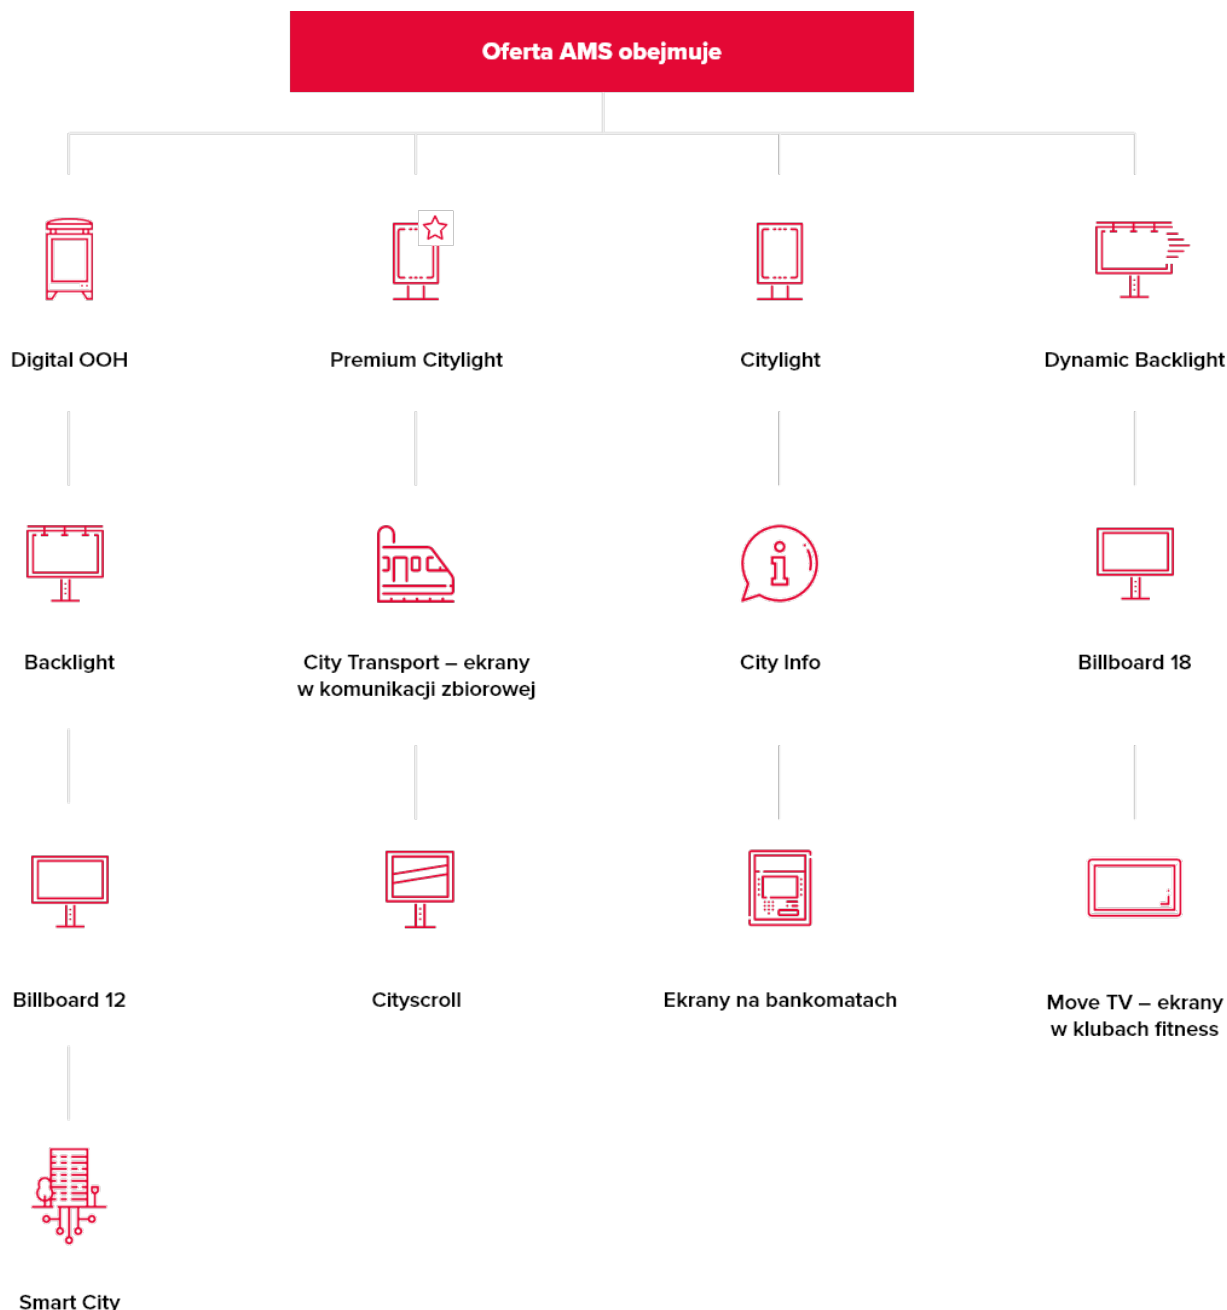 Oferta AMS obejmuje
Digital OOH
Premium Citylight
Citylight
Dynamic Backlight
Backlight
City Transport – ekrany
w komunikacji zbiorowej
City Info
Billboard 18
Billboard 12
Cityscroll
Ekrany na bankomatach
Move TV – ekrany
w klubach fitness
Smart City